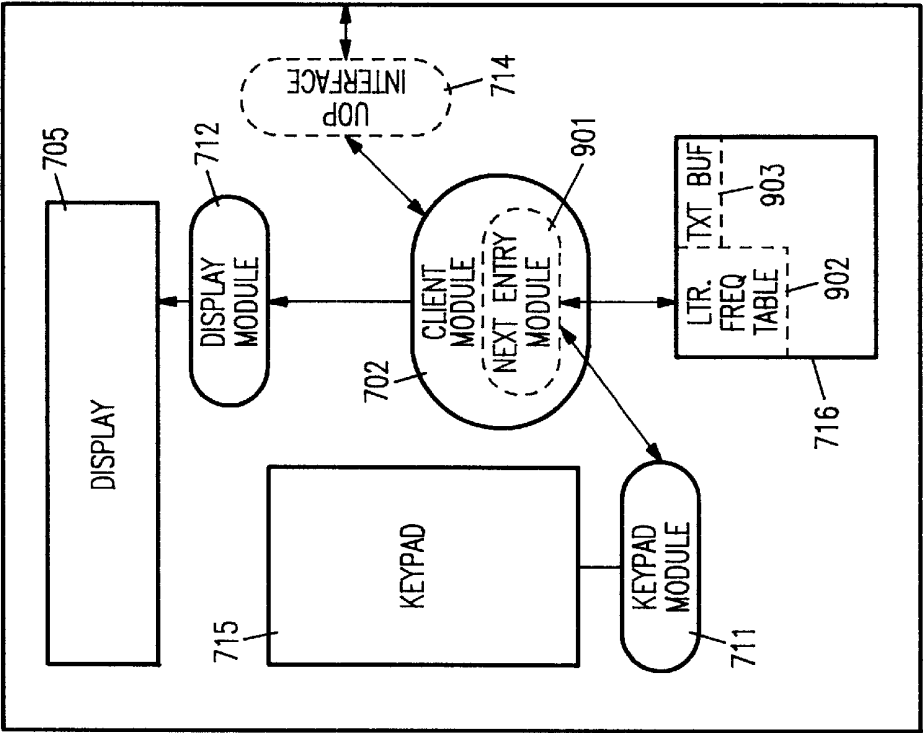 705
DISPLAY
712
DISPLAY
MODULE
UDP
INTERFACE
714
CLIENT
MODULE
NEXT ENTRY
MODULE
702
901
715
KEYPAD
KEYPAD
MODULE
711
LTR.
FREQ
TABLE
902
TXT BUF
903
716